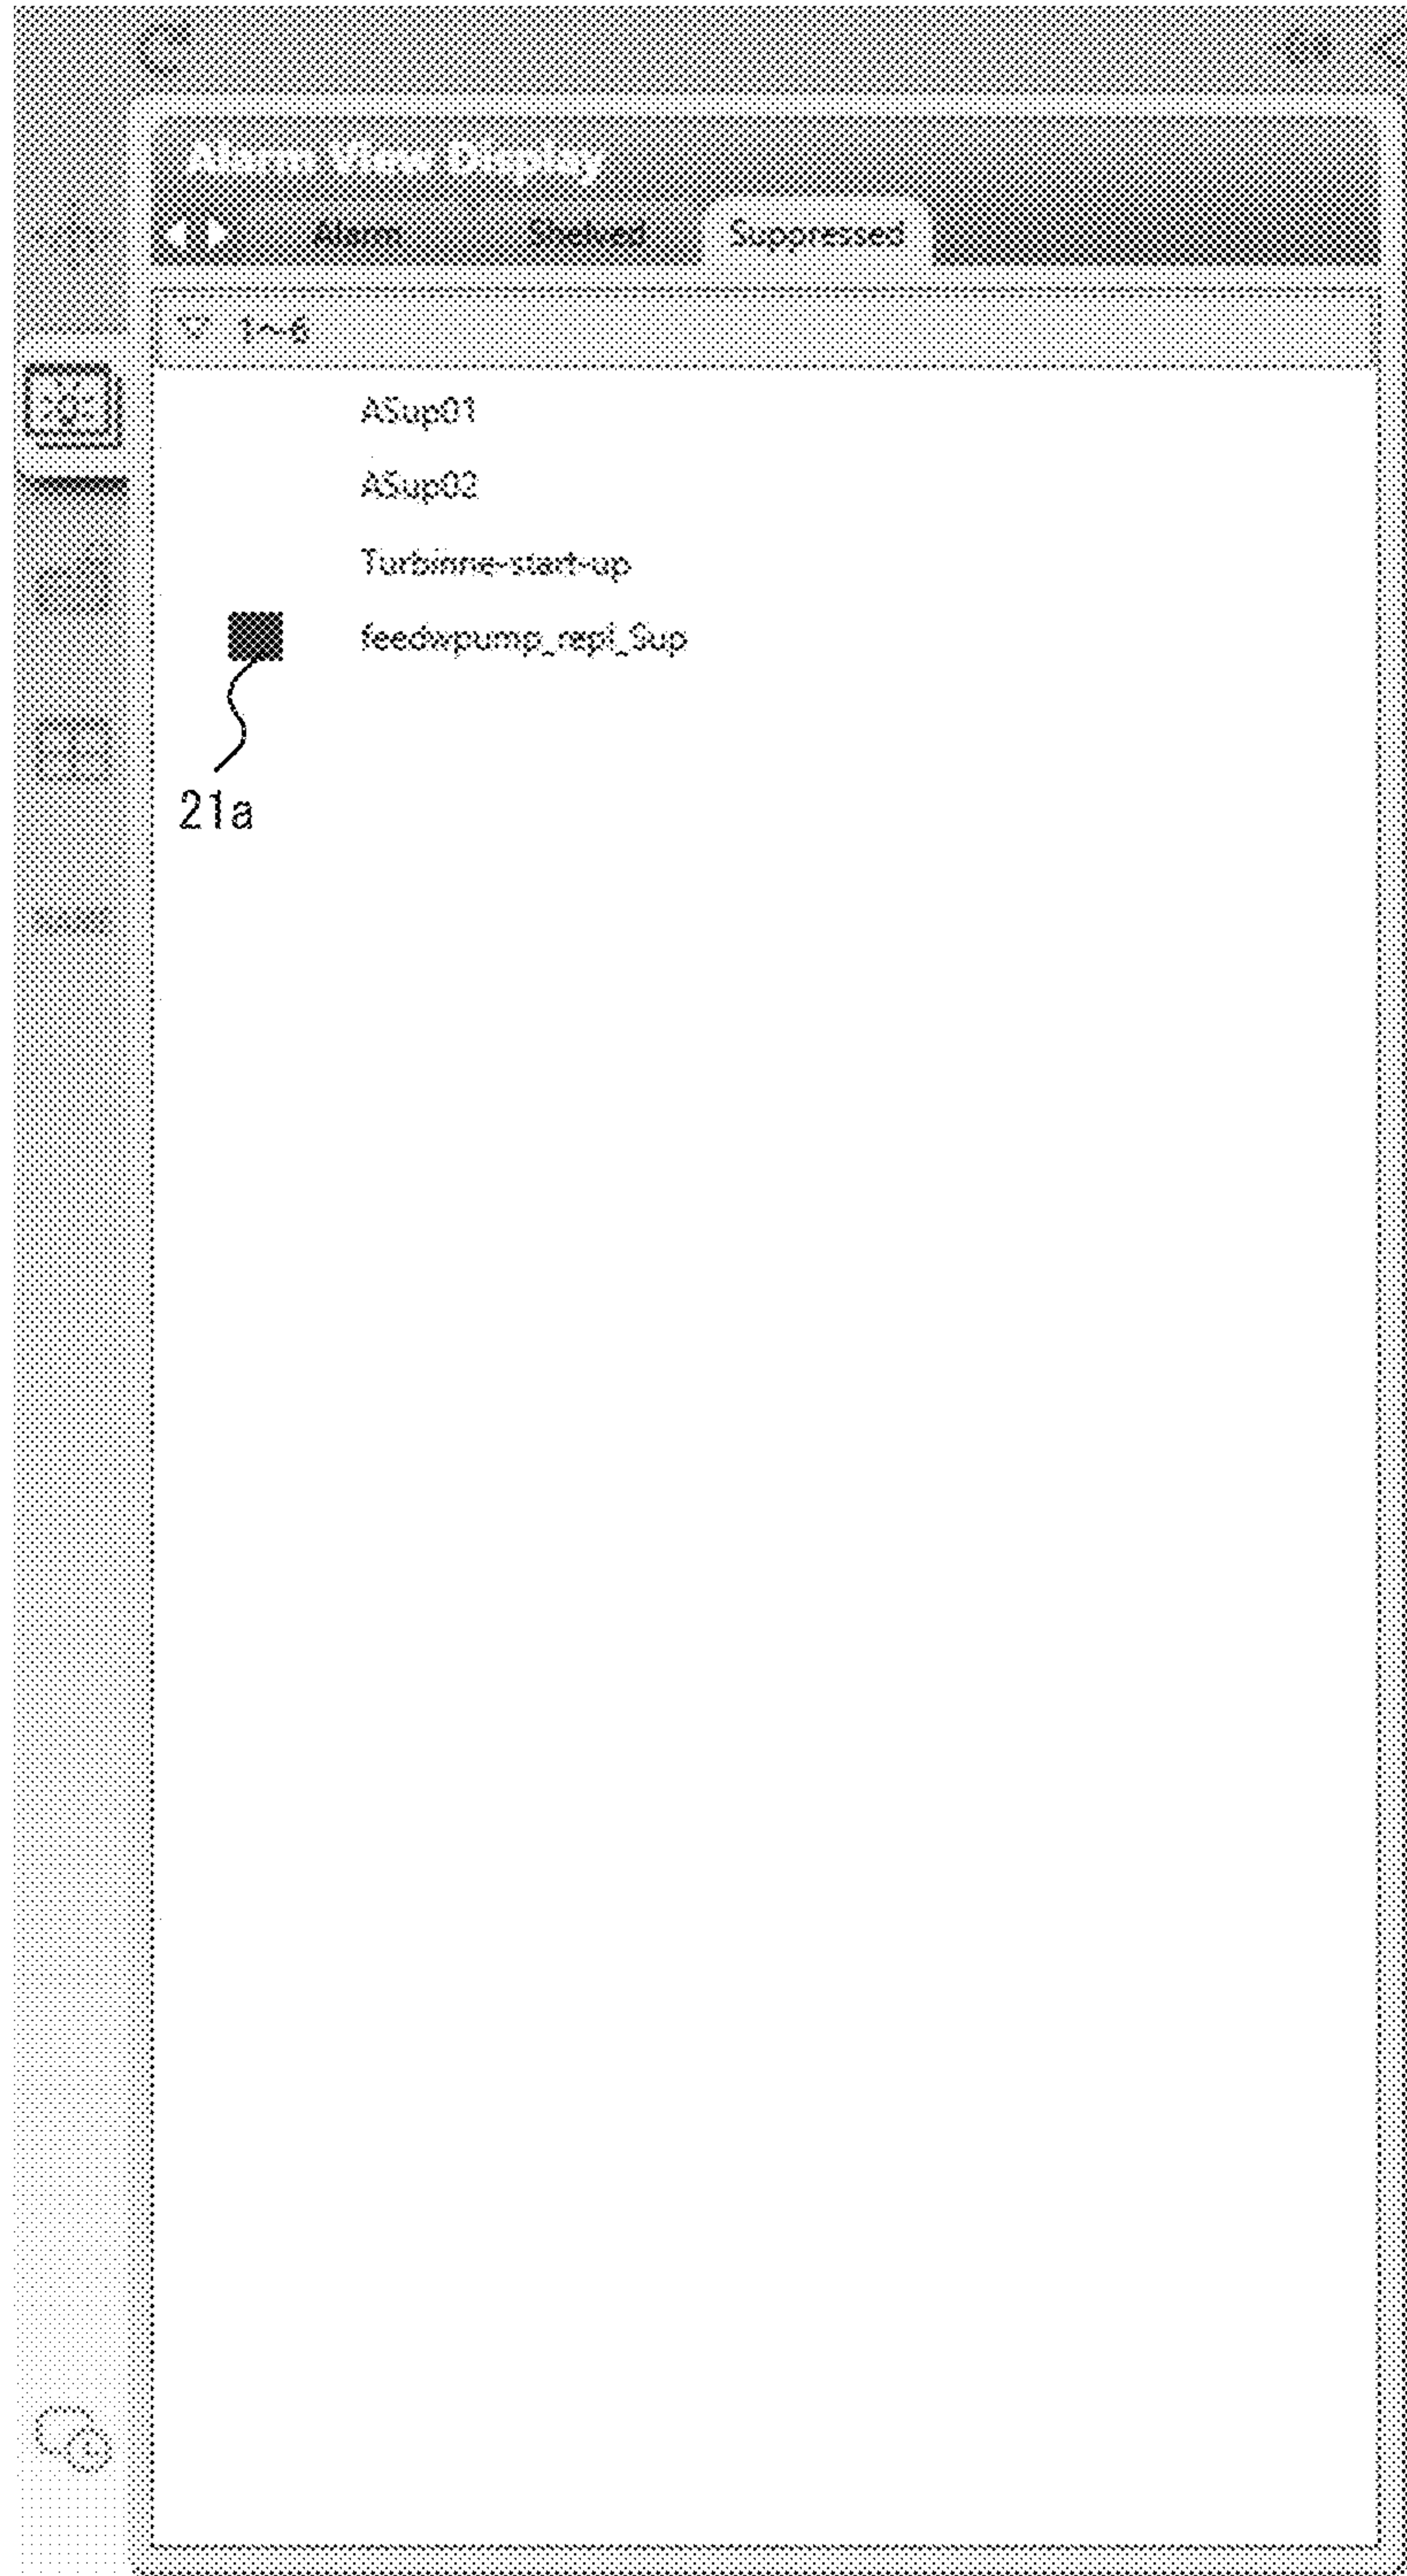 Alarm View Display
Alarm Shelved Suppressed
▽ 1~6
ASup01
ASup02
Turbinne-start-up
feedwpump_repl_Sup
21a